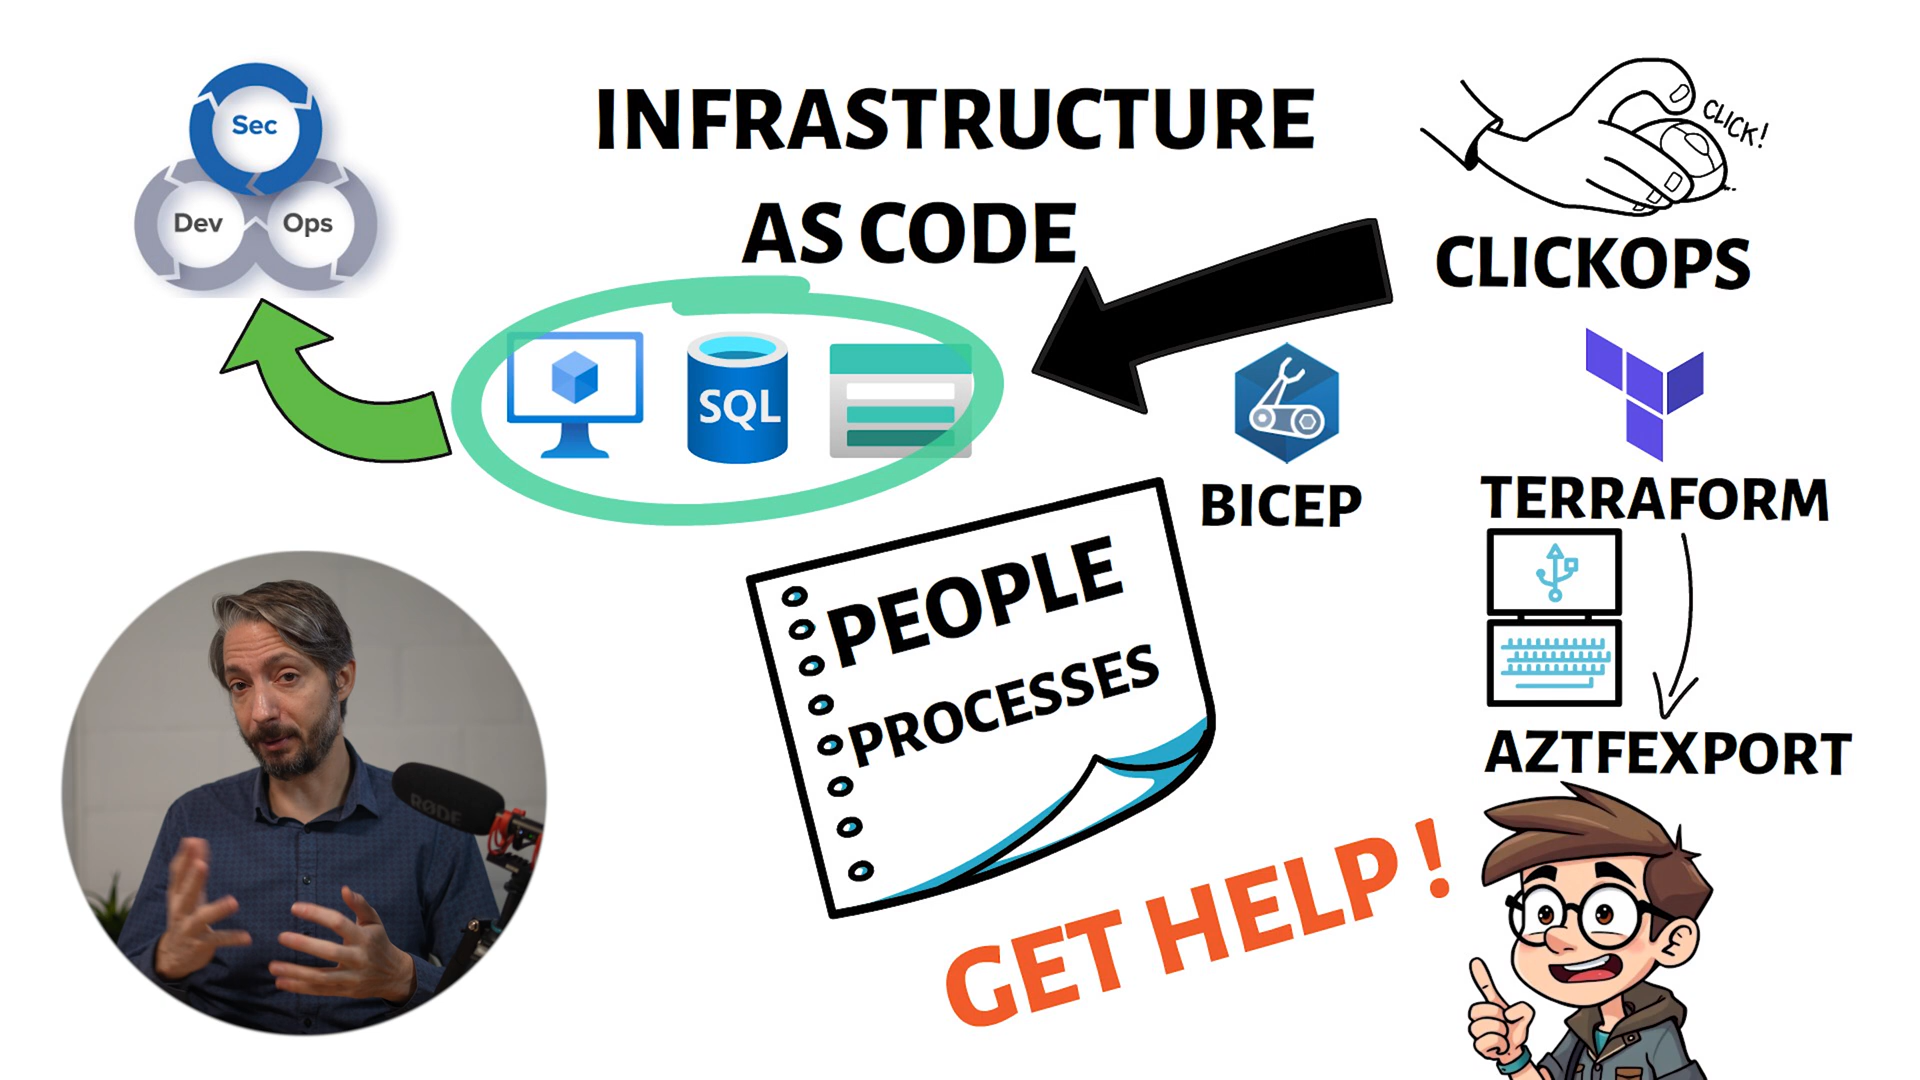 Sec
Dev
Ops
INFRASTRUCTURE
AS CODE
CLICK!
CLICKOPS
SQL
BICEP
TERRAFORM
PEOPLE
PROCESSES
AZTFEXPORT
GET HELP!
RØDE